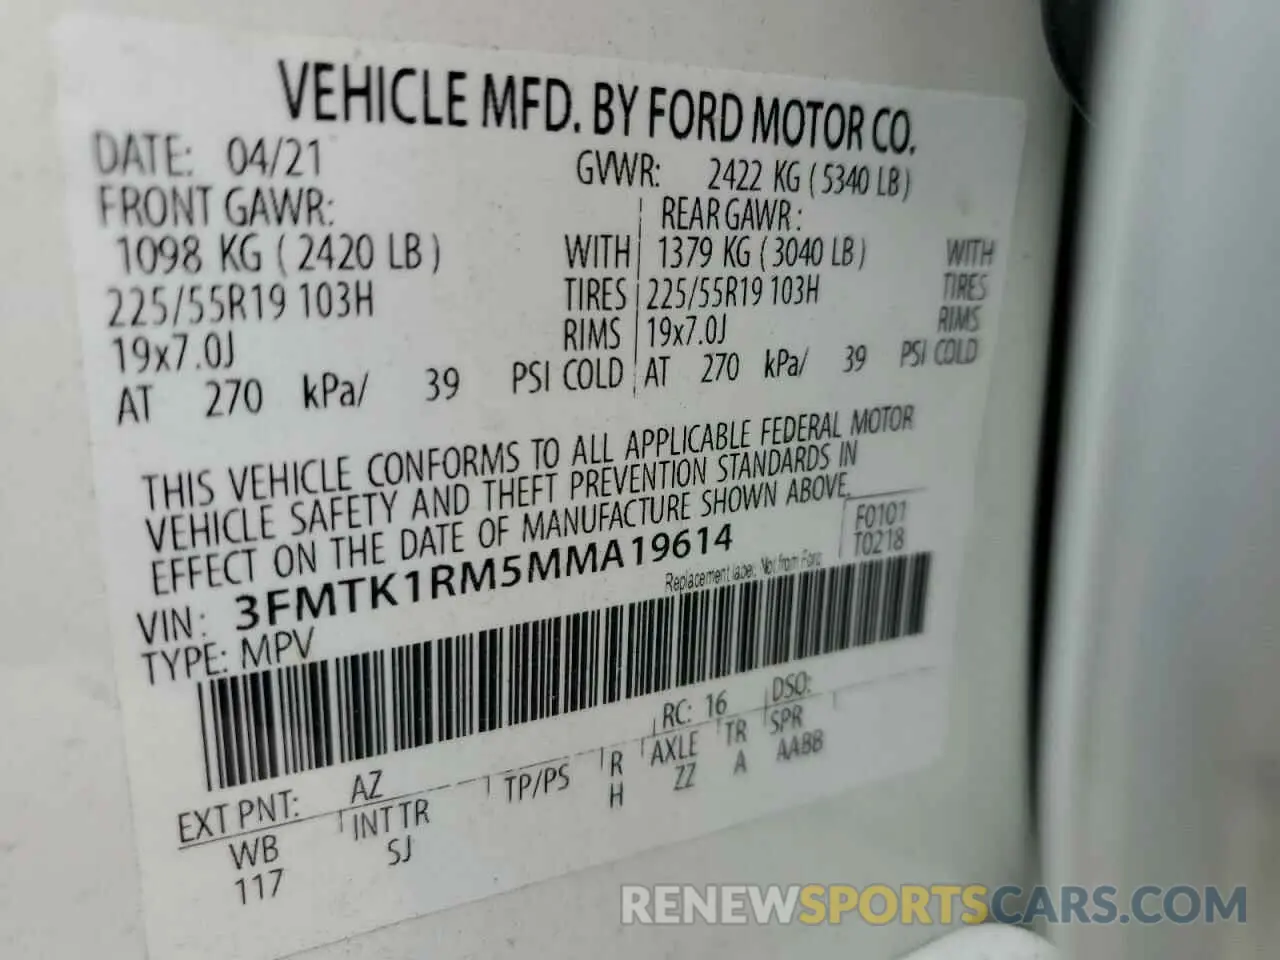 VEHICLE MFD. BY FORD MOTOR CO.
DATE: 04/21 GVWR: 2422 KG (5340 LB)
FRONT GAWR: REAR GAWR:
1098 KG (2420 LB) WITH 1379 KG (3040 LB) WITH
225/55R19 103H TIRES 225/55R19 103H TIRES
19x7.0J RIMS 19x7.0J RIMS
AT 270 kPa/ 39 PSI COLD AT 270 kPa/ 39 PSI COLD
THIS VEHICLE CONFORMS TO ALL APPLICABLE FEDERAL MOTOR
VEHICLE SAFETY AND THEFT PREVENTION STANDARDS IN
EFFECT ON THE DATE OF MANUFACTURE SHOWN ABOVE.
F0101
T0218
VIN: 3FMTK1RM5MMA19614
Replacement label. Not from Ford
TYPE: MPV
RC: 16 DSO:
EXT PNT: AZ
WB INT TR TP/PS R AXLE TR SPR
117 SJ H ZZ A AABB
RENEWSPORTSCARS.COM